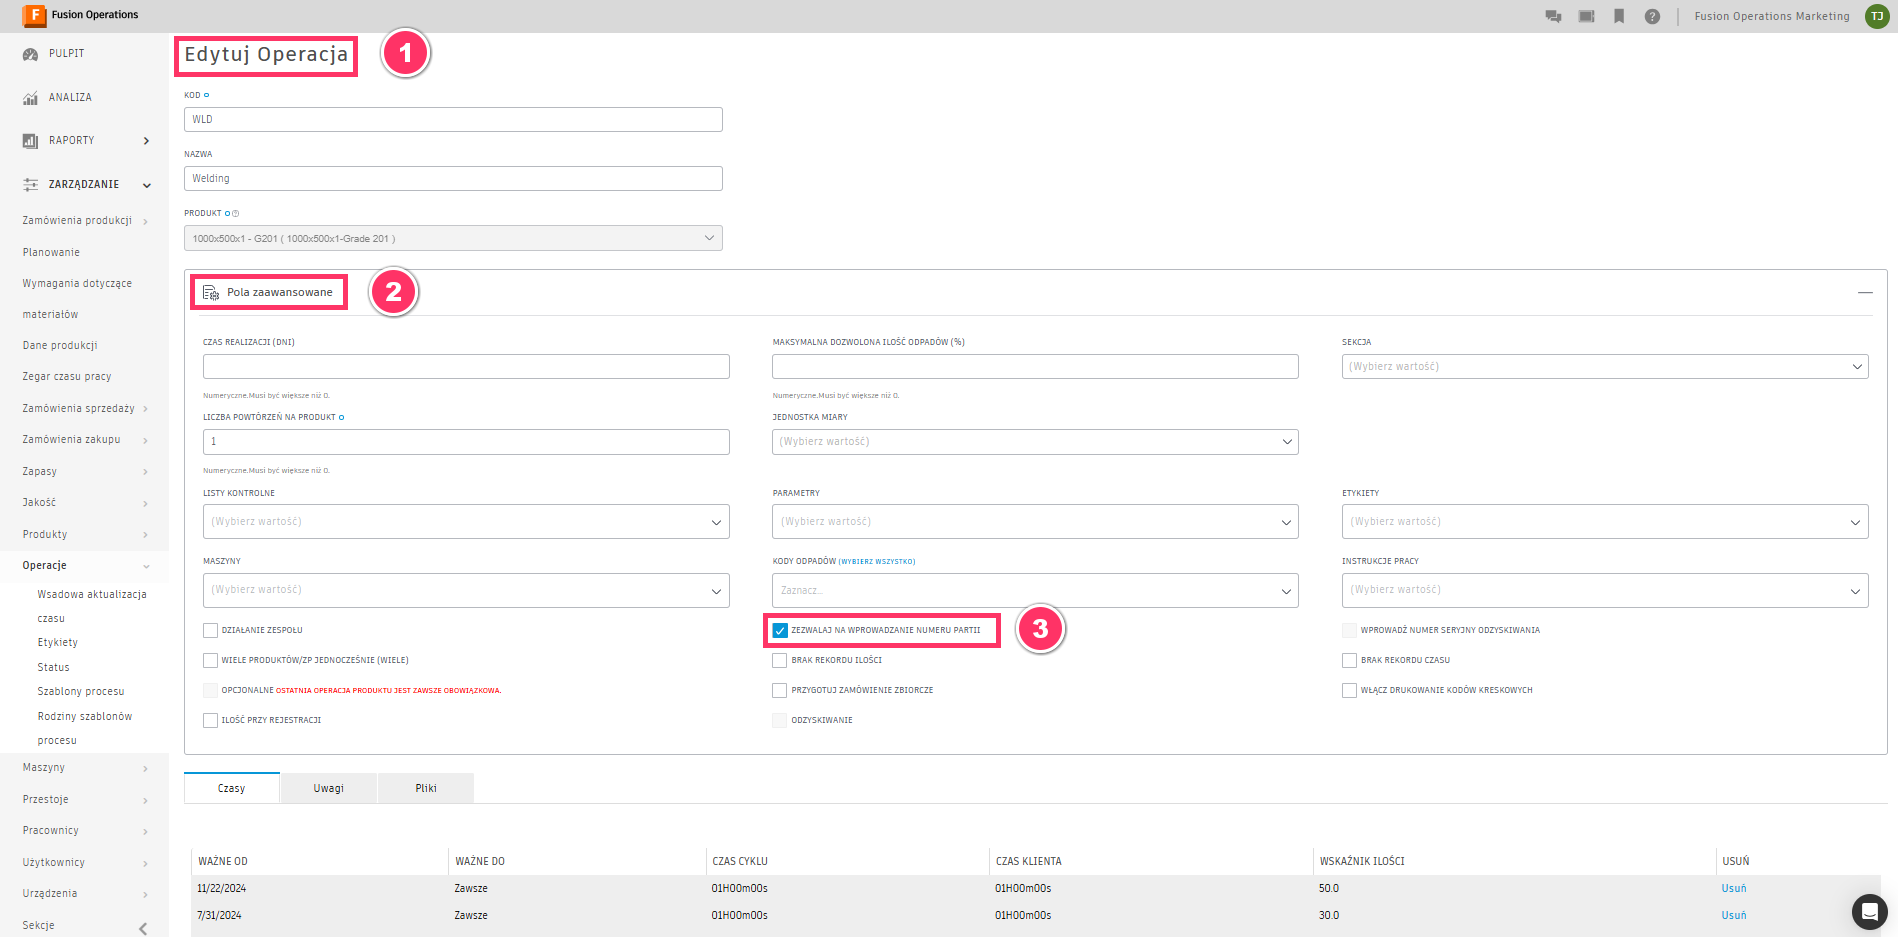 Fusion Operations
Fusion Operations Marketing
TJ
PULPIT
ANALIZA
RAPORTY
ZARZĄDZANIE
Zamówienia produkcji
Planowanie
Wymagania dotyczące
materiałów
Dane produkcji
Zegar czasu pracy
Zamówienia sprzedaży
Zamówienia zakupu
Zapasy
Jakość
Produkty
Operacje
Wsadowa aktualizacja
czasu
Etykiety
Status
Szablony procesu
Rodziny szablonów
procesu
Maszyny
Przestoje
Pracownicy
Użytkownicy
Urządzenia
Sekcje
Edytuj Operacja
1
KOD
WLD
NAZWA
Welding
PRODUKT
1000x500x1 - G201 ( 1000x500x1-Grade 201 )
Pola zaawansowane
2
CZAS REALIZACJI (DNI)
MAKSYMALNA DOZWOLONA ILOŚĆ ODPADÓW (%)
SEKCJA
(Wybierz wartość)
Numeryczne.Musi być większe niż 0.
Numeryczne.Musi być większe niż 0.
LICZBA POWTÓRZEŃ NA PRODUKT
JEDNOSTKA MIARY
1
(Wybierz wartość)
Numeryczne.Musi być większe niż 0.
LISTY KONTROLNE
PARAMETRY
ETYKIETY
(Wybierz wartość)
(Wybierz wartość)
(Wybierz wartość)
MASZYNY
KODY ODPADÓW (WYBIERZ WSZYSTKO)
INSTRUKCJE PRACY
(Wybierz wartość)
Zaznacz...
(Wybierz wartość)
DZIAŁANIE ZESPOŁU
ZEZWALAJ NA WPROWADZANIE NUMERU PARTII
3
WPROWADŹ NUMER SERYJNY ODZYSKIWANIA
WIELE PRODUKTÓW/ZP JEDNOCZEŚNIE (WIELE)
BRAK REKORDU ILOŚCI
BRAK REKORDU CZASU
OPCJONALNE OSTATNIA OPERACJA PRODUKTU JEST ZAWSZE OBOWIĄZKOWA.
PRZYGOTUJ ZAMÓWIENIE ZBIORCZE
WŁĄCZ DRUKOWANIE KODÓW KRESKOWYCH
ILOŚĆ PRZY REJESTRACJI
ODZYSKIWANIE
Czasy
Uwagi
Pliki
WAŻNE OD
WAŻNE DO
CZAS CYKLU
CZAS KLIENTA
WSKAŹNIK ILOŚCI
USUŃ
11/22/2024
Zawsze
01H00m00s
01H00m00s
50.0
Usuń
7/31/2024
Zawsze
01H00m00s
01H00m00s
30.0
Usuń